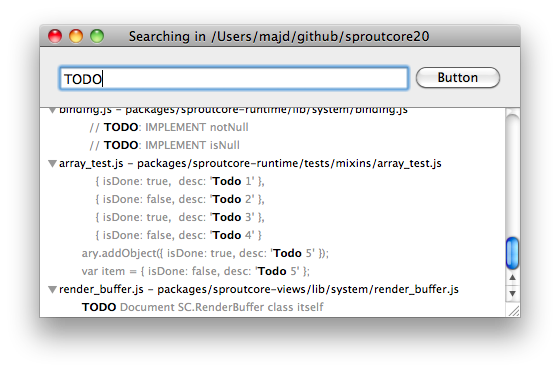 Searching in /Users/majd/github/sproutcore20
TODO
Button
binding.js – packages/sproutcore-runtime/lib/system/binding.js
// TODO: IMPLEMENT notNull
// TODO: IMPLEMENT isNull
array_test.js – packages/sproutcore-runtime/tests/mixins/array_test.js
{ isDone: true,  desc: 'Todo 1' },
{ isDone: false, desc: 'Todo 2' },
{ isDone: true,  desc: 'Todo 3' },
{ isDone: false, desc: 'Todo 4' }
ary.addObject({ isDone: true, desc: 'Todo 5' });
var item = { isDone: false, desc: 'Todo 5' };
render_buffer.js – packages/sproutcore-views/lib/system/render_buffer.js
TODO Document SC.RenderBuffer class itself